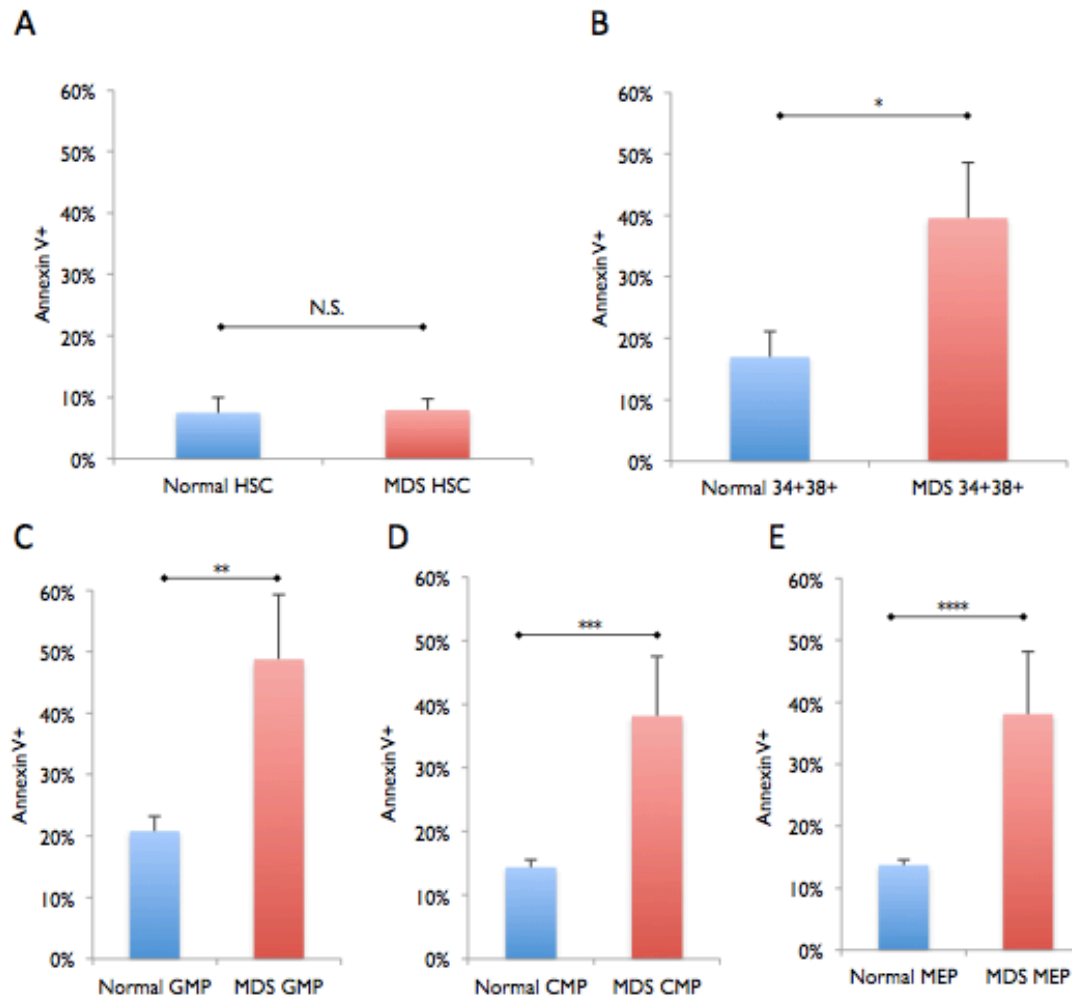 A
60%
50%
40%
30%
20%
10%
0%
Annexin V+
N.S.
Normal HSC MDS HSC
B
60%
50%
40%
30%
20%
10%
0%
Annexin V+
*
Normal 34+38+ MDS 34+38+
C
60%
50%
40%
30%
20%
10%
0%
Annexin V+
**
Normal GMP MDS GMP
D
60%
50%
40%
30%
20%
10%
0%
Annexin V+
***
Normal CMP MDS CMP
E
60%
50%
40%
30%
20%
10%
0%
Annexin V+
****
Normal MEP MDS MEP